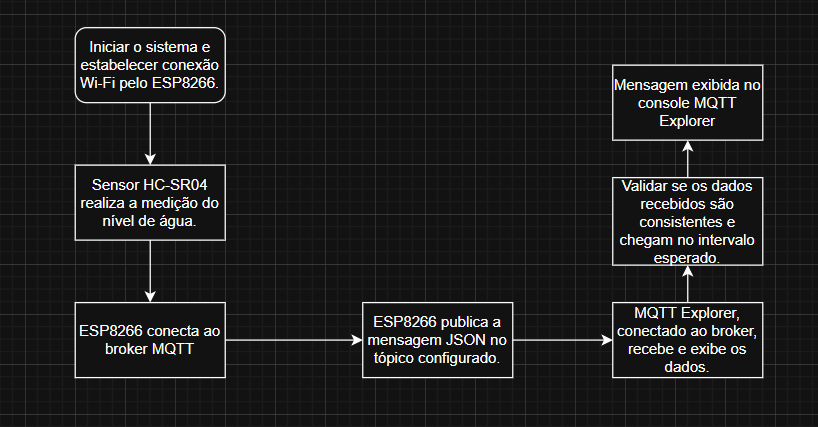 Iniciar o sistema e
estabelecer conexão
Wi-Fi pelo ESP8266.
Sensor HC-SR04
realiza a medição do
nível de água.
ESP8266 conecta ao
broker MQTT
ESP8266 publica a
mensagem JSON no
tópico configurado.
MQTT Explorer,
conectado ao broker,
recebe e exibe os
dados.
Validar se os dados
recebidos são
consistentes e
chegam no intervalo
esperado.
Mensagem exibida no
console MQTT
Explorer